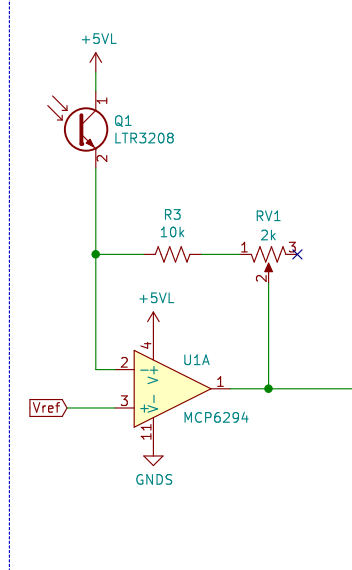 +5VL
1
Q1
LTR3208
2
R3
10k
RV1
2k
1
3
2
+5VL
4
U1A
2
-
V+
1
Vref
3
+
V-
MCP6294
11
GNDS